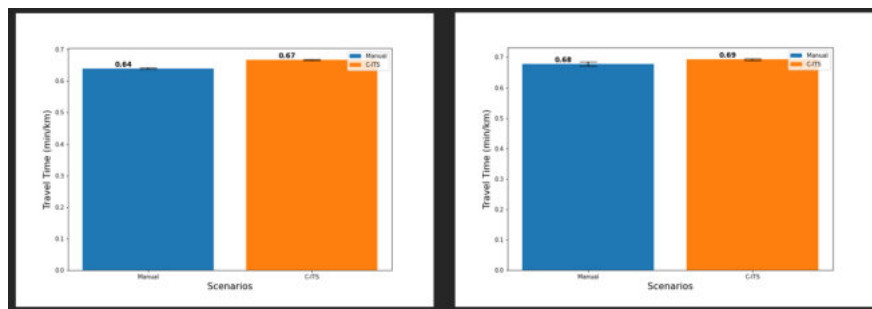 Travel Time (min/km)
0.7
0.6
0.5
0.4
0.3
0.2
0.1
0.0
0.64
0.67
Manual
C-ITS
Manual
C-ITS
Scenarios
Travel Time (min/km)
0.7
0.6
0.5
0.4
0.3
0.2
0.1
0.0
0.68
0.69
Manual
C-ITS
Manual
C-ITS
Scenarios